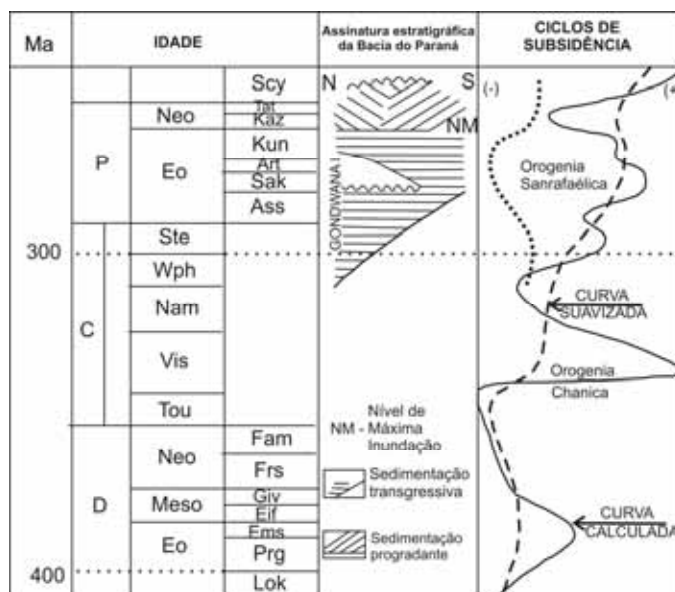 Ma
IDADE
Assinatura estratigráfica
da Bacia do Paraná
CICLOS DE
SUBSIDÊNCIA
300
400
P
C
D
Neo
Eo
Neo
Meso
Eo
Scy
Tat
Kaz
Kun
Art
Sak
Ass
Ste
Wph
Nam
Vis
Tou
Fam
Frs
Giv
Eif
Ems
Prg
Lok
N
S
NM
GONDWANA I
Nível de
NM - Máxima
Inundação
Sedimentação
transgressiva
Sedimentação
progradante
(-)
(+
Orogenia
Sanrafaélica
CURVA
SUAVIZADA
Orogenia
Chanica
CURVA
CALCULADA